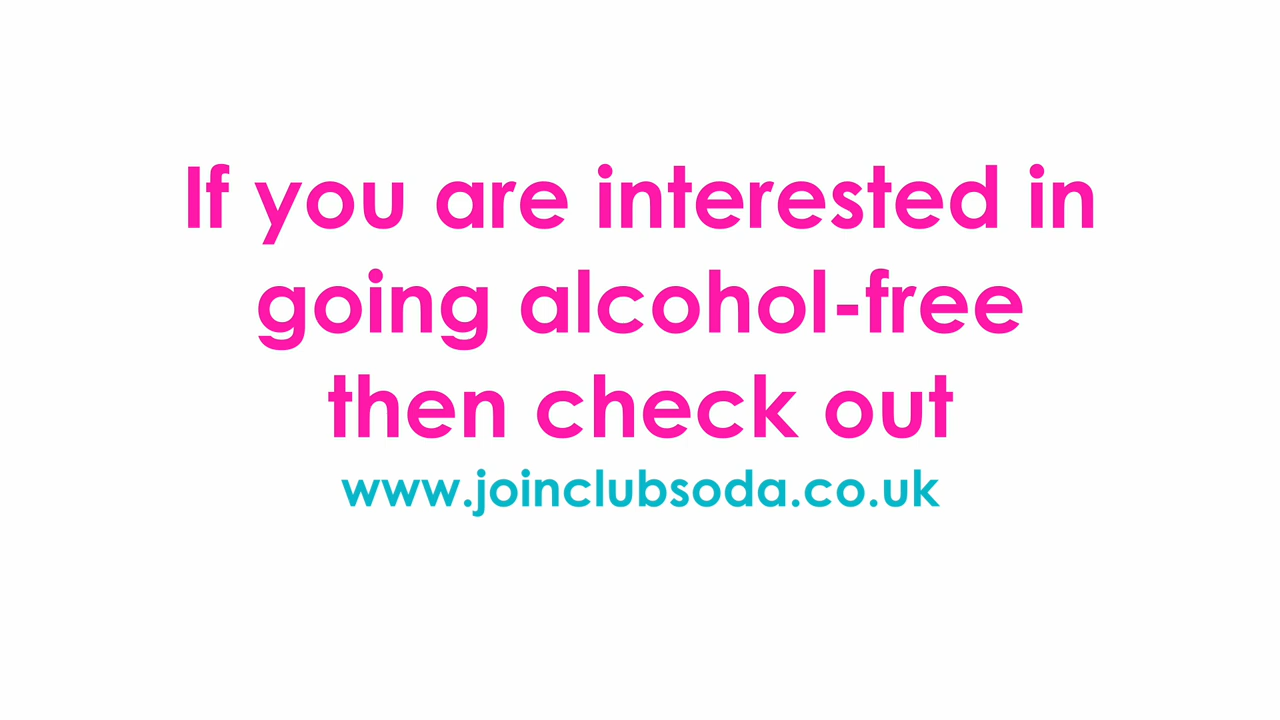 If you are interested in
going alcohol-free
then check out
www.joinclubsoda.co.uk